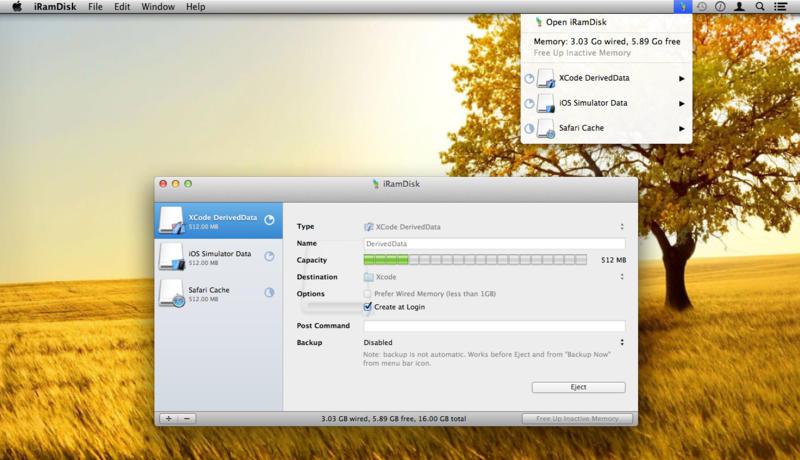 iRamDisk File Edit Window Help
Open iRamDisk
Memory: 3.03 Go wired, 5.89 Go free
Free Up Inactive Memory
XCode DerivedData
iOS Simulator Data
Safari Cache
iRamDisk
XCode DerivedData
512.00 MB
iOS Simulator Data
512.00 MB
Safari Cache
512.00 MB
Type XCode DerivedData
Name DerivedData
Capacity 512 MB
Destination Xcode
Options Prefer Wired Memory (less than 1GB)
Create at Login
Post Command
Backup Disabled
Note: backup is not automatic. Works before Eject and from "Backup Now"
from menu bar icon.
Eject
3.03 GB wired, 5.89 GB free, 16.00 GB total
Free Up Inactive Memory